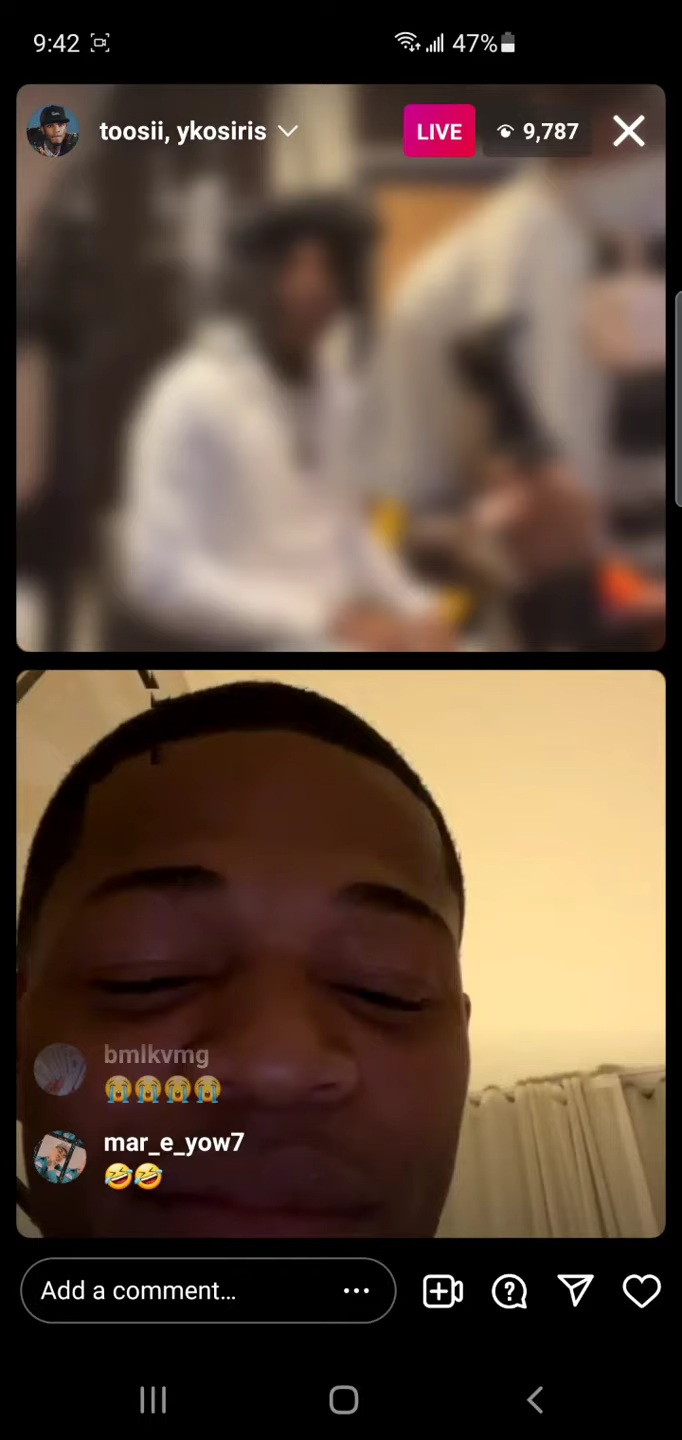 9:42
47%
toosii, ykosiris
LIVE
9,787
bmlkvmg
😭😭😭😭
mar_e_yow7
🤣🤣
Add a comment...